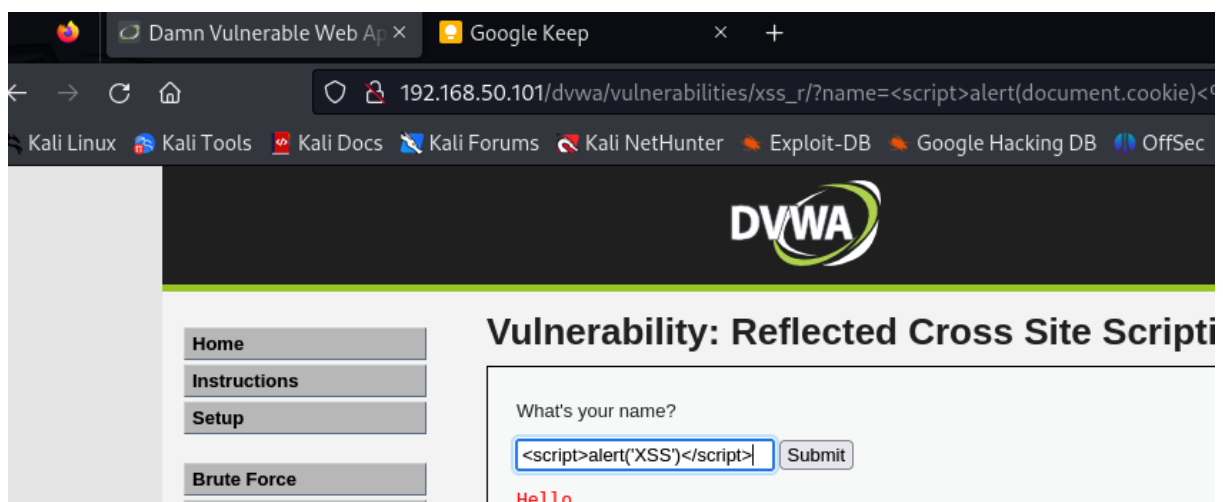 Damn Vulnerable Web Ap
Google Keep
192.168.50.101/dvwa/vulnerabilities/xss_r/?name=<script>alert(document.cookie)<
Kali Linux Kali Tools Kali Docs Kali Forums Kali NetHunter Exploit-DB Google Hacking DB OffSec
DVWA
Home
Instructions
Setup
Brute Force
Vulnerability: Reflected Cross Site Scripti
What's your name?
<script>alert('XSS')</script> Submit
Hello